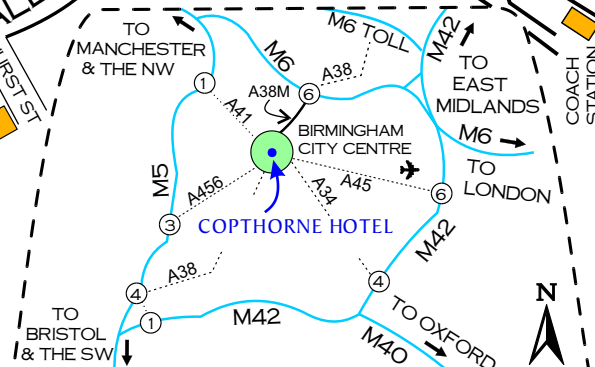 TO
MANCHESTER
& THE NW
M6
M6 TOLL
M42
TO
EAST
MIDLANDS
COACH
STATION
HURST ST
1
A38
6
A38M
A41
BIRMINGHAM
CITY CENTRE
M6
TO
LONDON
M5
A456
A34
A45
6
3
COPTHORNE HOTEL
M42
A38
4
4
1
M42
TO
BRISTOL
& THE SW
TO OXFORD
M40
N